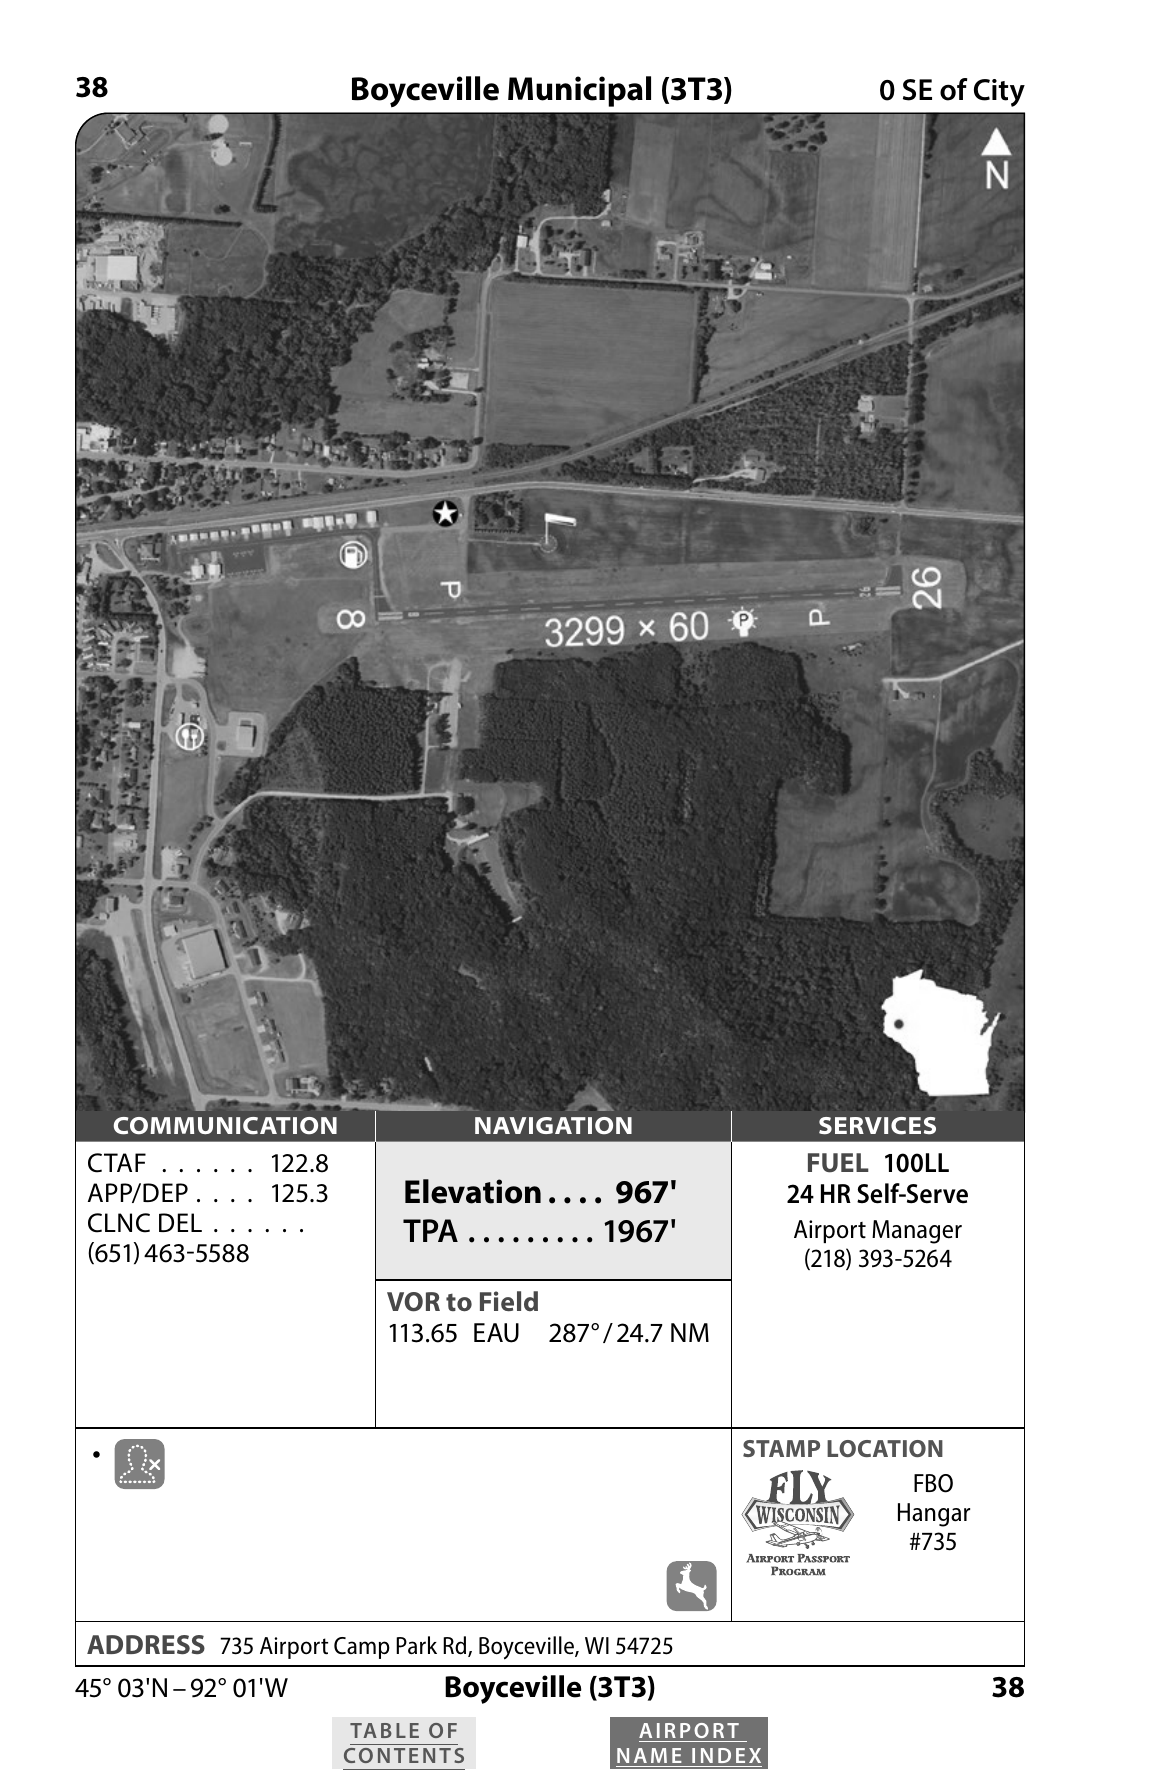 38 Boyceville Municipal (3T3) 0 SE of City
N
P
8
3299 × 60
P
P
26
COMMUNICATION NAVIGATION SERVICES
CTAF . . . . . . 122.8
APP/DEP . . . . 125.3
CLNC DEL . . . . . .
(651) 463-5588
Elevation . . . . 967'
TPA . . . . . . . . . 1967'
VOR to Field
113.65 EAU 287° / 24.7 NM
FUEL 100LL
24 HR Self-Serve
Airport Manager
(218) 393-5264
•
STAMP LOCATION
FLY
WISCONSIN
AIRPORT PASSPORT
PROGRAM
FBO
Hangar
#735
ADDRESS 735 Airport Camp Park Rd, Boyceville, WI 54725
45° 03'N – 92° 01'W Boyceville (3T3) 38
TABLE OF
CONTENTS
AIRPORT
NAME INDEX